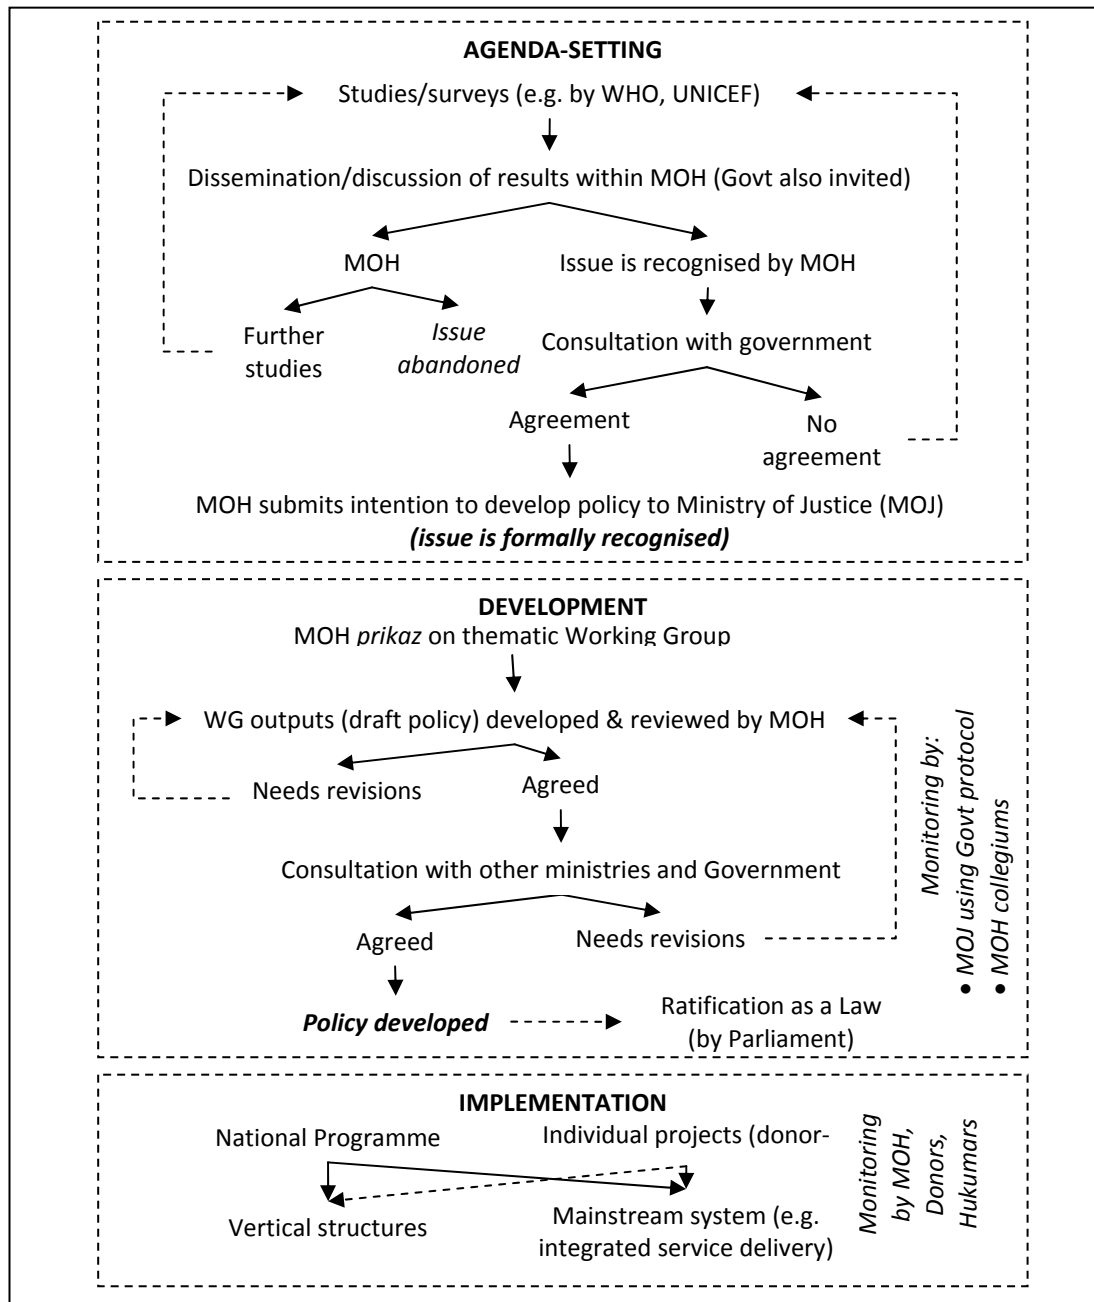 AGENDA-SETTING
Studies/surveys (e.g. by WHO, UNICEF)
Dissemination/discussion of results within MOH (Govt also invited)
MOH
Issue is recognised by MOH
Further
studies
Issue
abandoned
Consultation with government
Agreement
No
agreement
MOH submits intention to develop policy to Ministry of Justice (MOJ)
(issue is formally recognised)
DEVELOPMENT
MOH prikaz on thematic Working Group
WG outputs (draft policy) developed & reviewed by MOH
Needs revisions
Agreed
Consultation with other ministries and Government
Agreed
Needs revisions
Policy developed
Ratification as a Law
(by Parliament)
Monitoring by:
• MOJ using Govt protocol
• MOH collegiums
IMPLEMENTATION
National Programme
Individual projects (donor-
Vertical structures
Mainstream system (e.g.
integrated service delivery)
Monitoring
by MOH,
Donors,
Hukumars